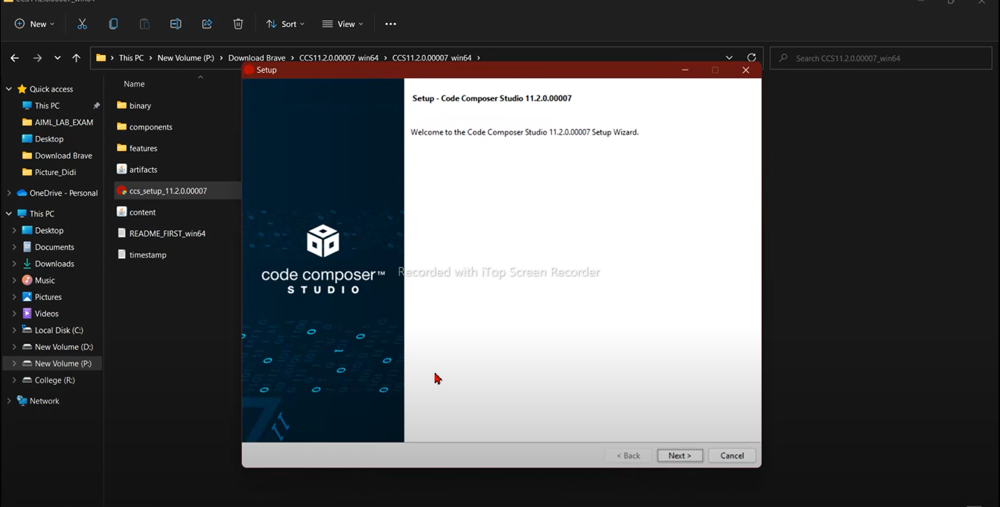 New
Sort
View
This PC > New Volume (P:) > Download Brave > CCS11.2.0.00007 win64 > CCS11.2.0.00007 win64 >
Search CCS11.2.0.00007_win64
Quick access
This PC
AIML_LAB_EXAM
Desktop
Download Brave
Picture_Didi
OneDrive - Personal
This PC
Desktop
Documents
Downloads
Music
Pictures
Videos
Local Disk (C:)
New Volume (D:)
New Volume (P:)
College (R:)
Network
Name
binary
components
features
artifacts
ccs_setup_11.2.0.00007
content
README_FIRST_win64
timestamp
Setup
code composer™
STUDIO
Setup - Code Composer Studio 11.2.0.00007
Welcome to the Code Composer Studio 11.2.0.00007 Setup Wizard.
Recorded with iTop Screen Recorder
< Back
Next >
Cancel